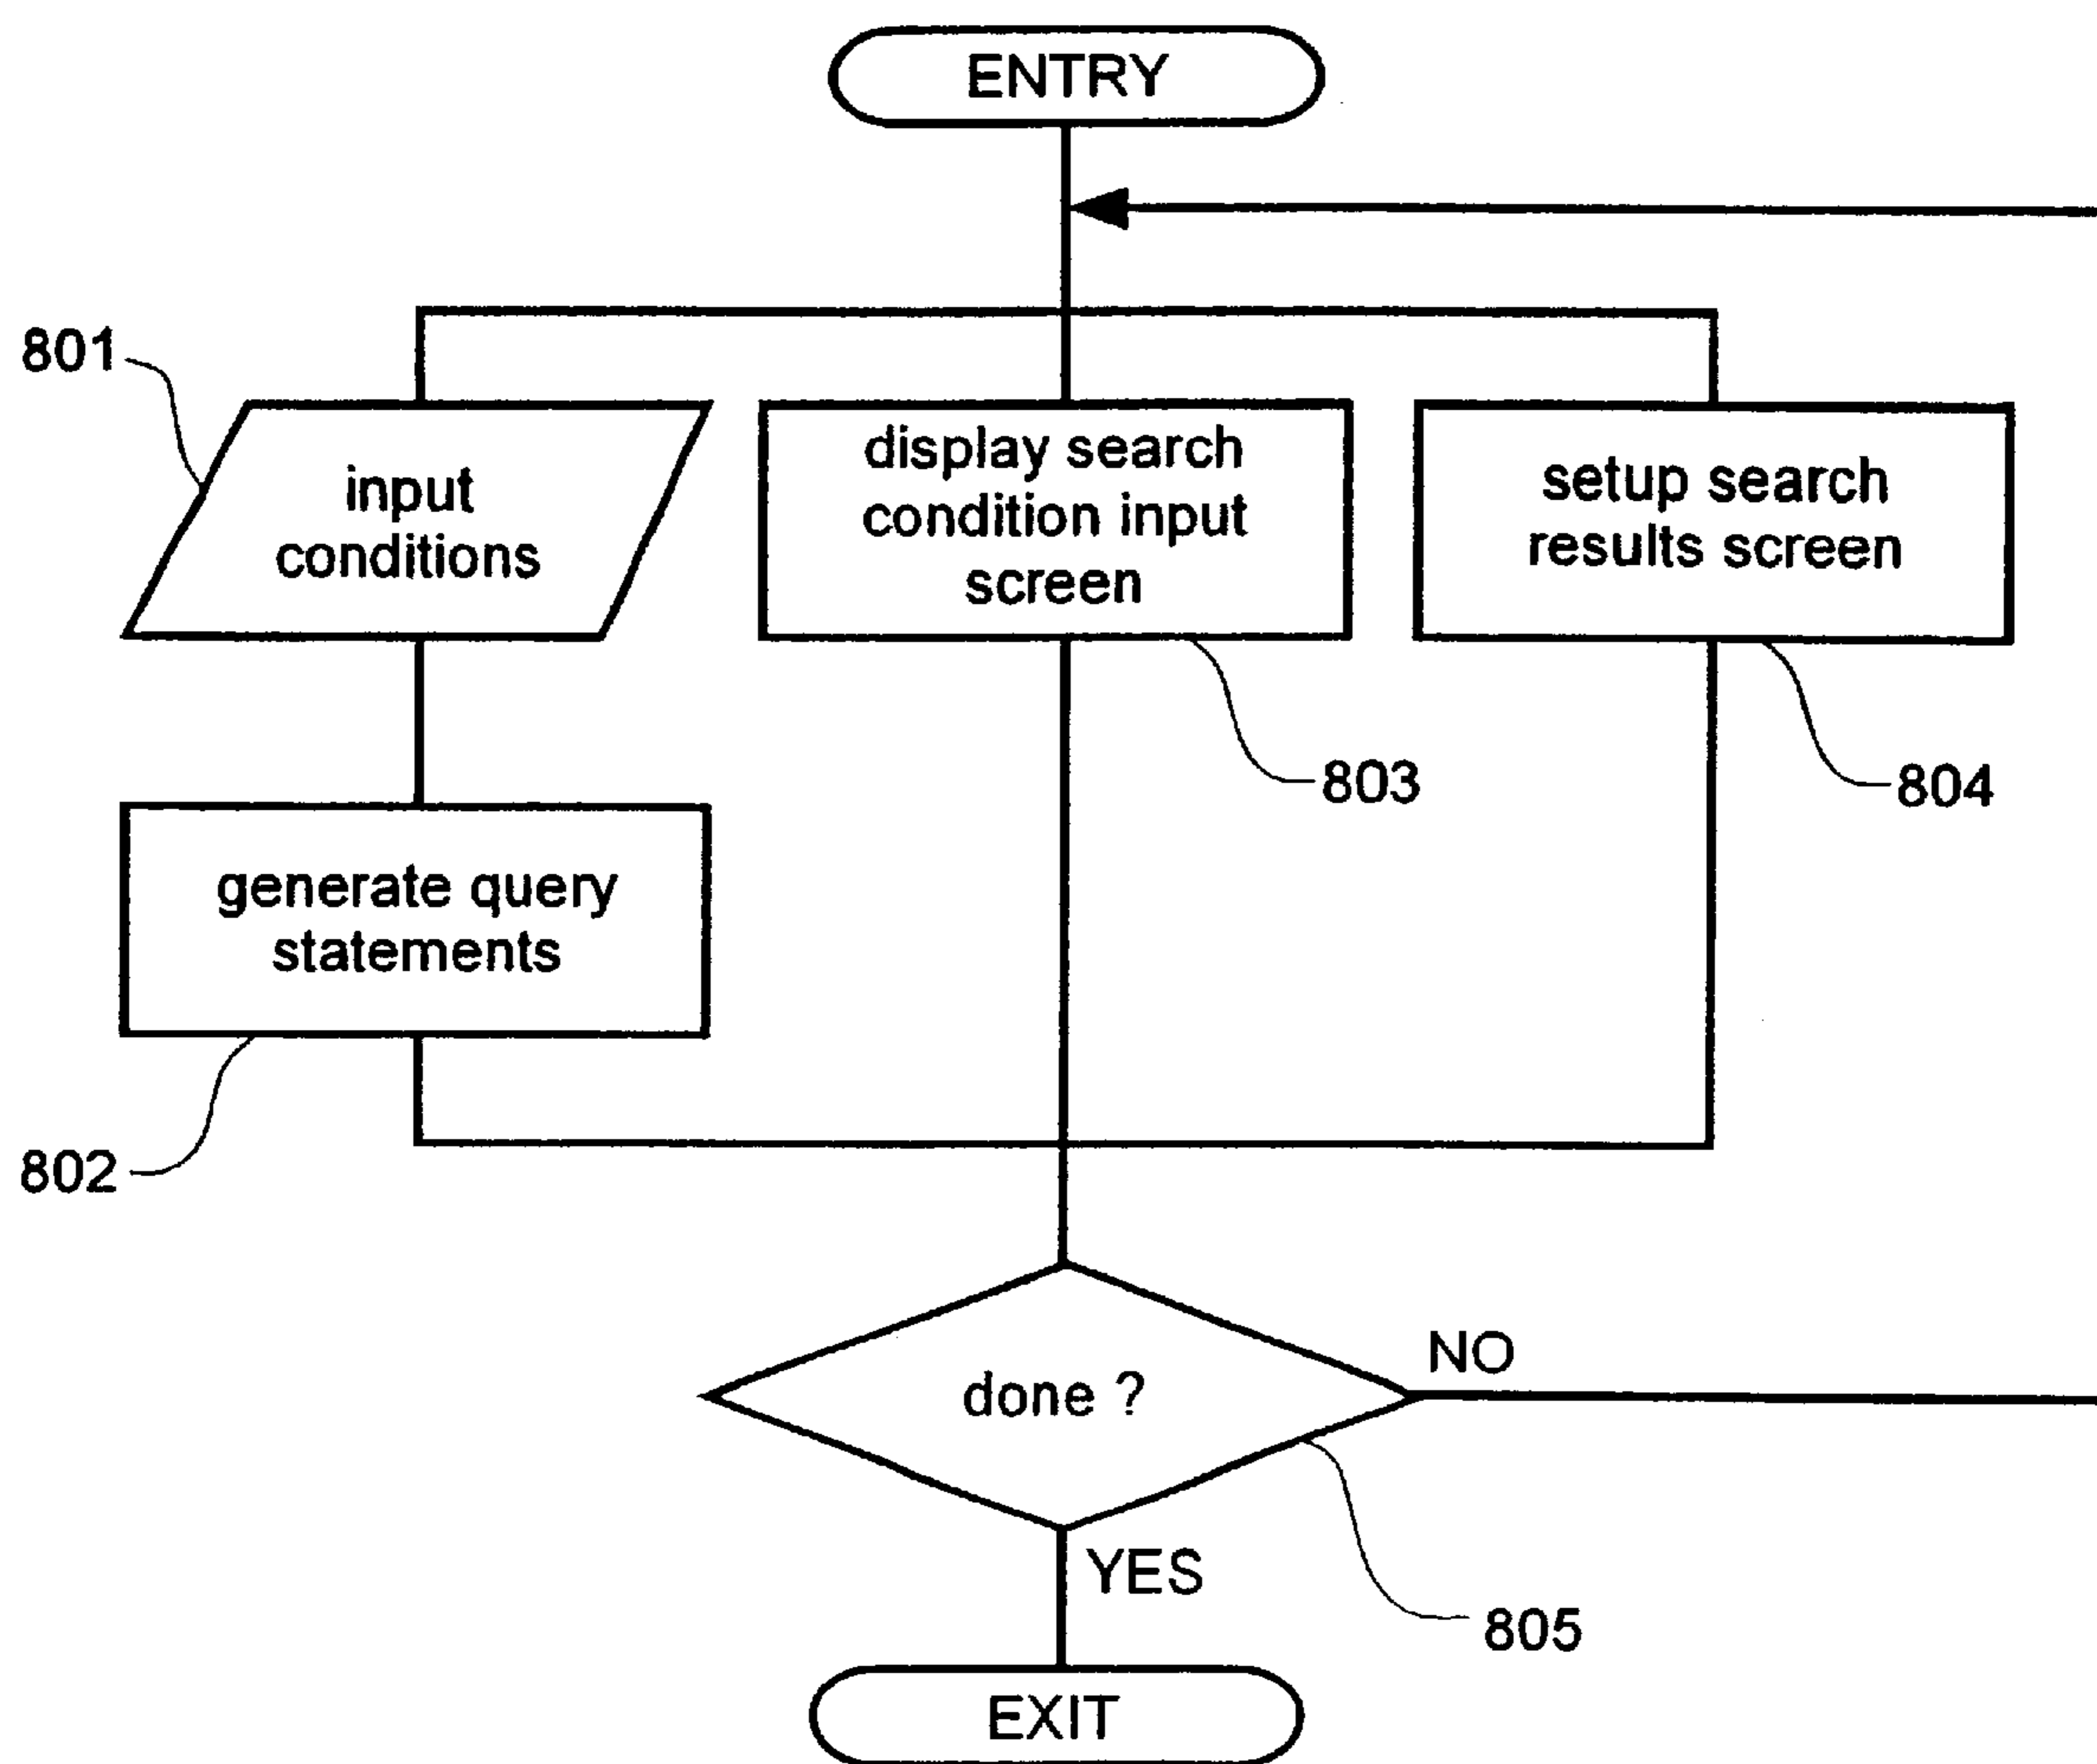 ENTRY
801
input
conditions
display search
condition input
screen
setup search
results screen
803
804
generate query
statements
802
done ?
NO
YES
805
EXIT